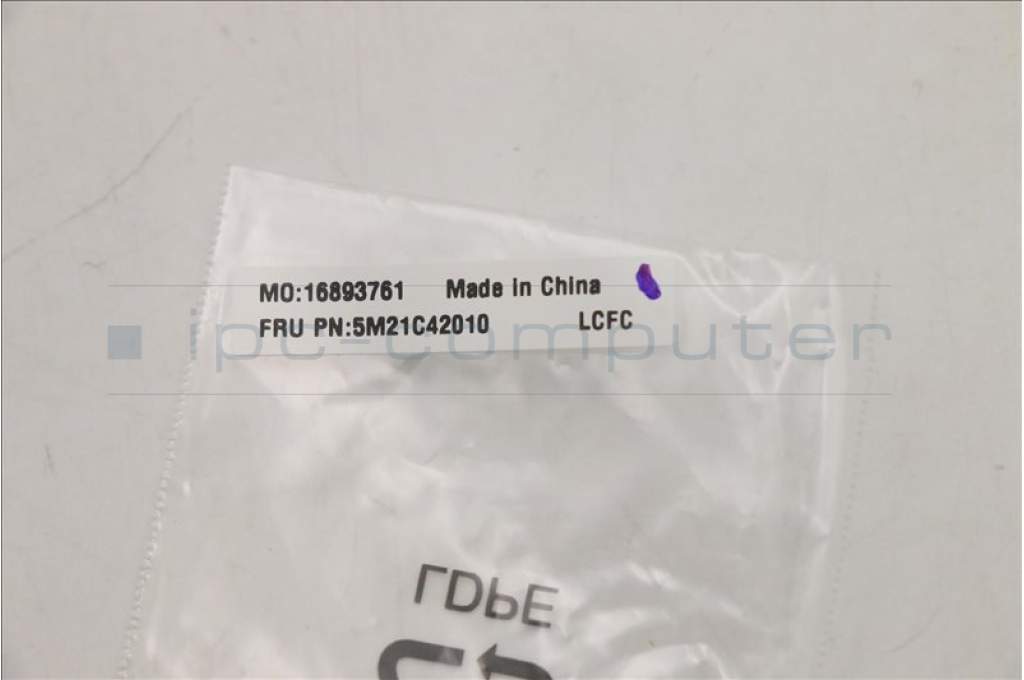 MO:16893761 Made in China
FRU PN:5M21C42010 LCFC
ipc-computer
LDPE